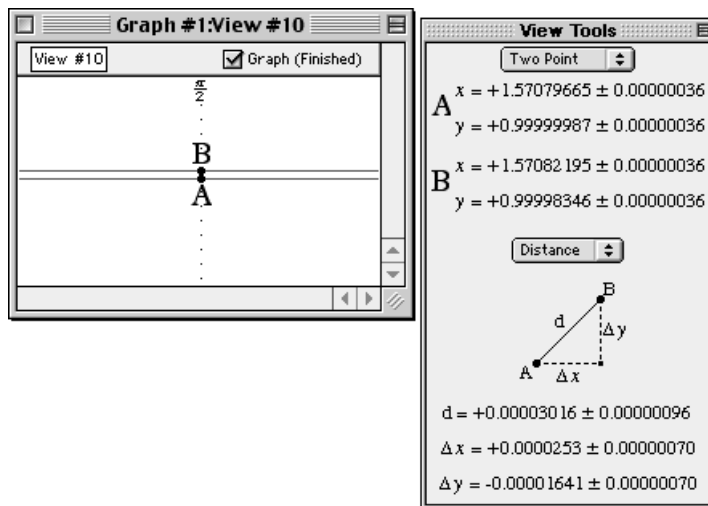 Graph #1:View #10
View #10
Graph (Finished)
π
2
B
A
View Tools
Two Point
A
x = +1.57079665 ± 0.00000036
y = +0.99999987 ± 0.00000036
B
x = +1.57082195 ± 0.00000036
y = +0.99998346 ± 0.00000036
Distance
B
d
Δy
A
Δx
d = +0.00003016 ± 0.00000096
Δx = +0.0000253 ± 0.00000070
Δy = -0.00001641 ± 0.00000070